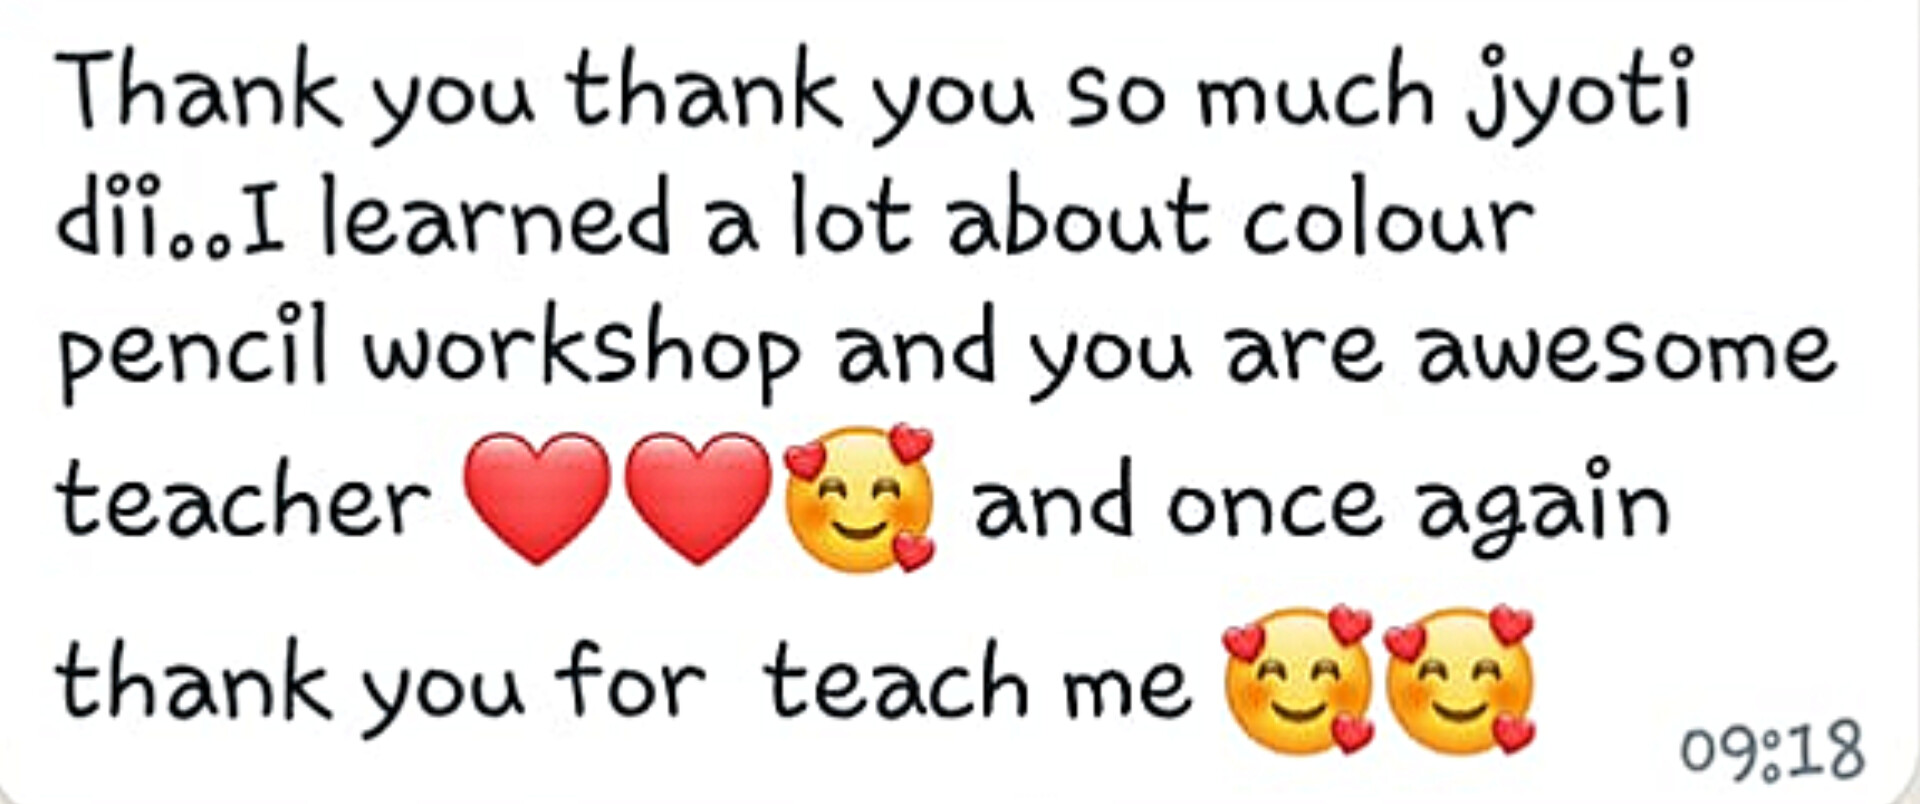 Thank you thank you so much jyoti
dii..I learned a lot about colour
pencil workshop and you are awesome
teacher ❤️❤️🥰 and once again
thank you for  teach me 🥰🥰
09:18